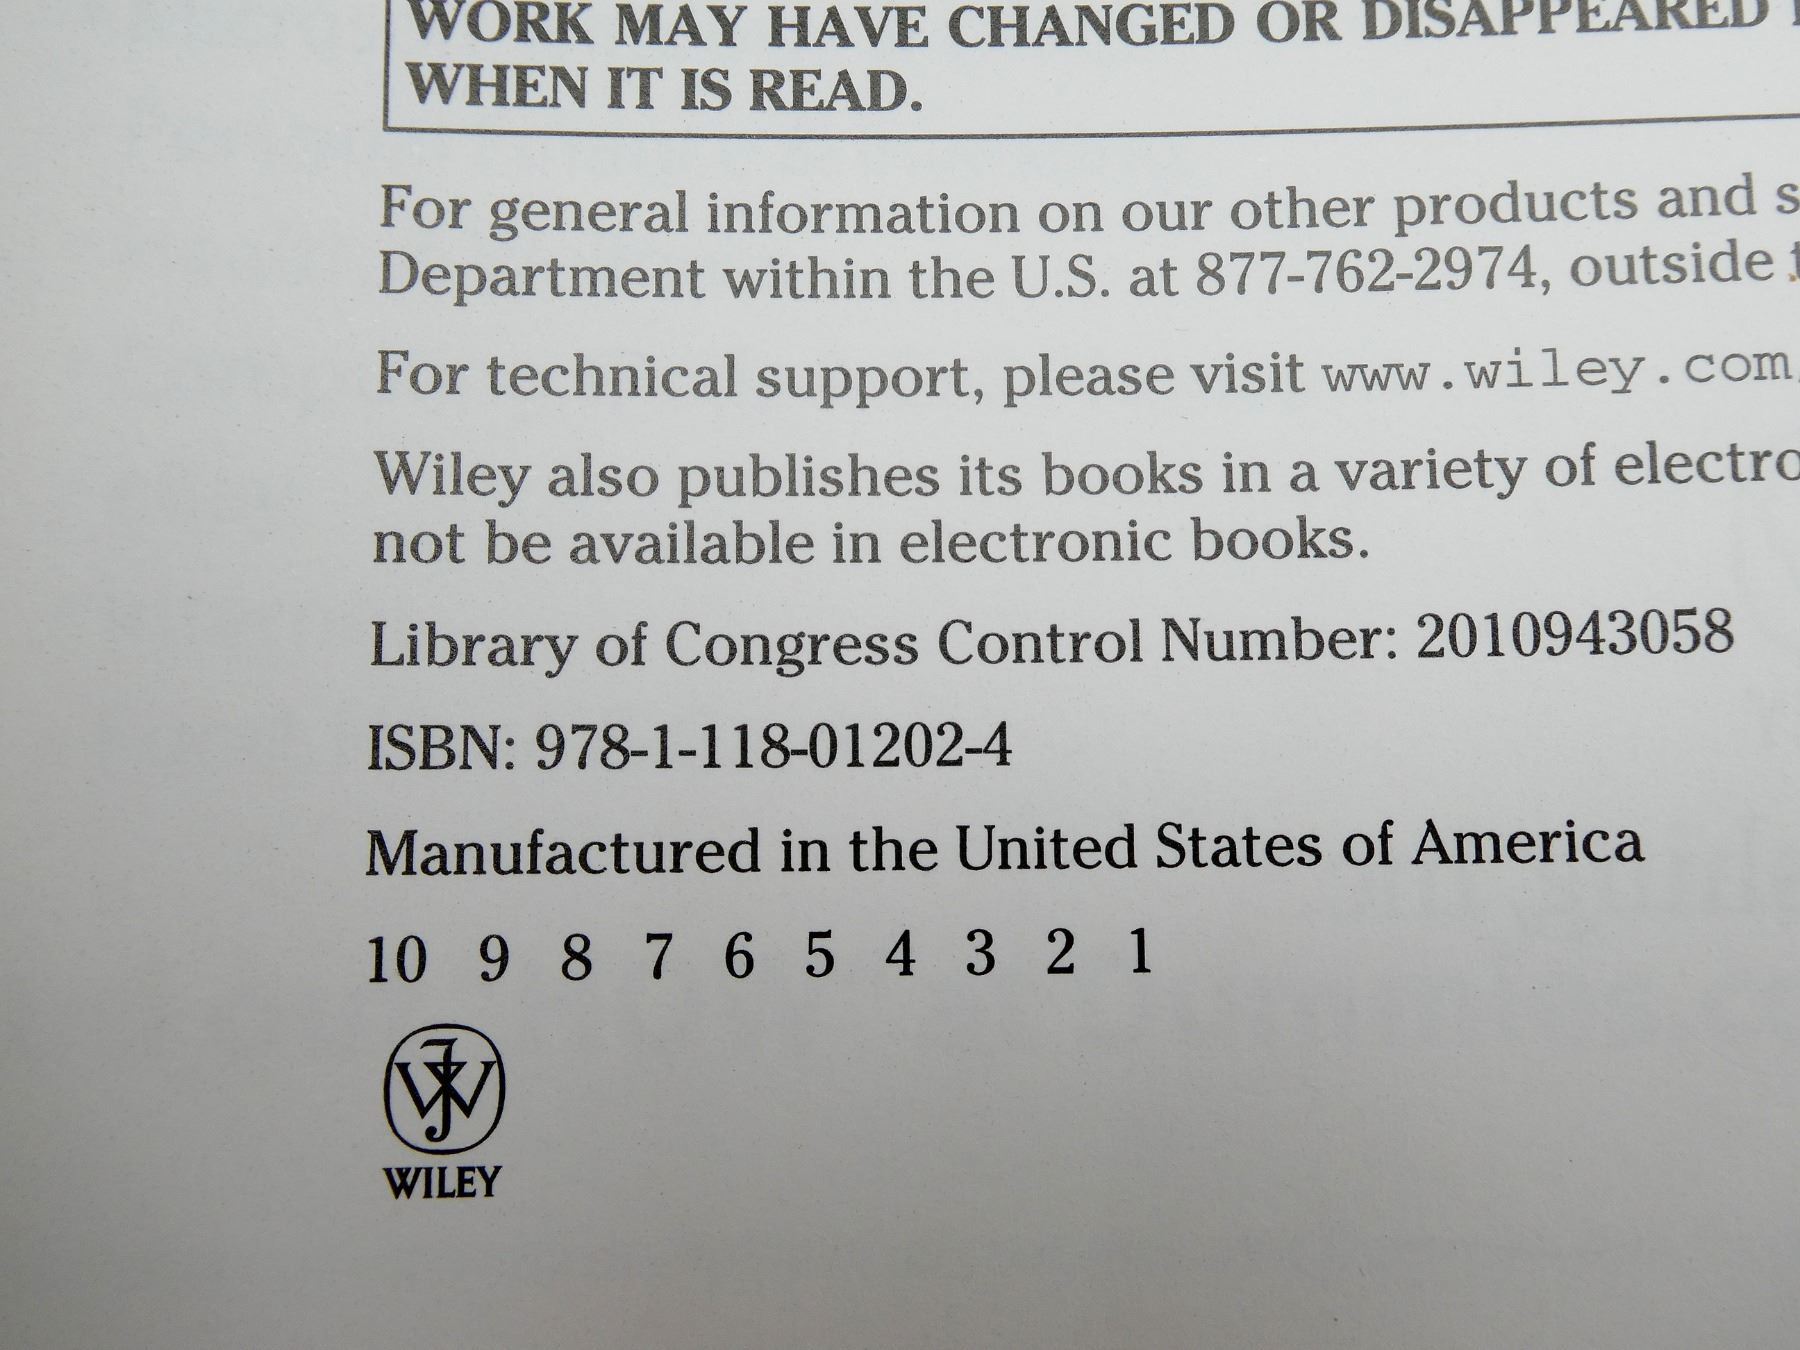 WORK MAY HAVE CHANGED OR DISAPPEARED
WHEN IT IS READ.
For general information on our other products and
Department within the U.S. at 877-762-2974, outside
For technical support, please visit www.wiley.com
Wiley also publishes its books in a variety of electro
not be available in electronic books.
Library of Congress Control Number: 2010943058
ISBN: 978-1-118-01202-4
Manufactured in the United States of America
10 9 8 7 6 5 4 3 2 1
WILEY